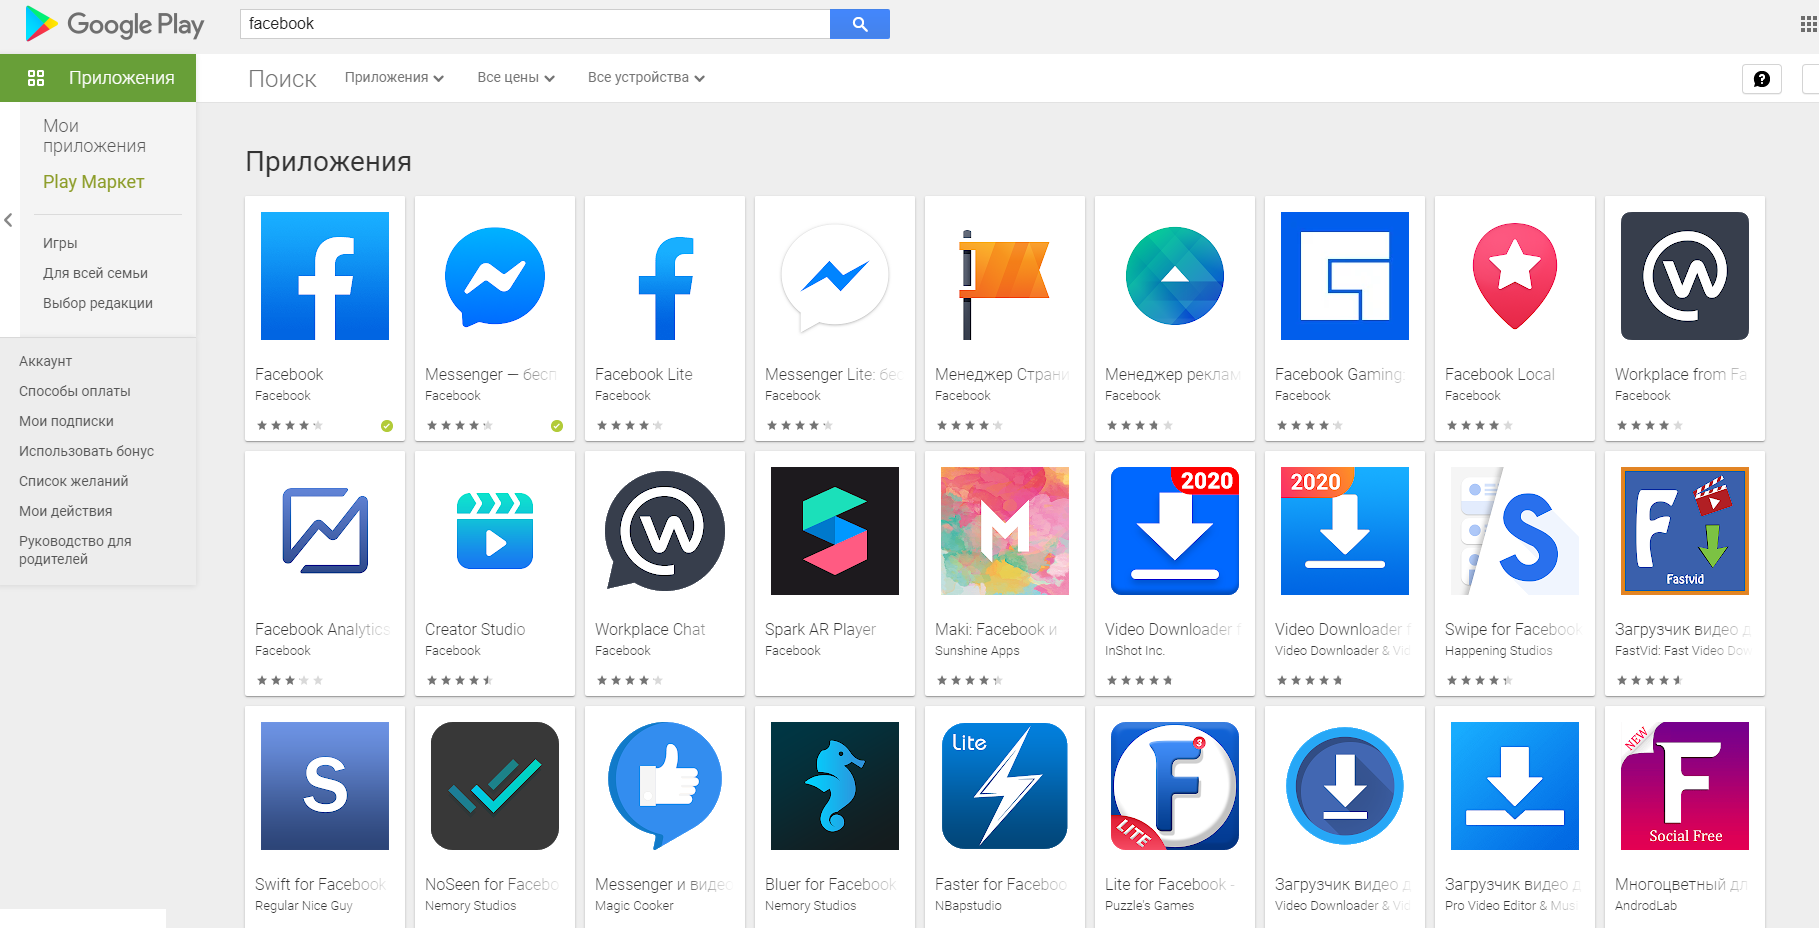 Google Play
facebook
Приложения
Поиск
Приложения
Все цены
Все устройства
Мои
приложения
Play Маркет
Игры
Для всей семьи
Выбор редакции
Аккаунт
Способы оплаты
Мои подписки
Использовать бонус
Список желаний
Мои действия
Руководство для
родителей
Приложения
Facebook
Facebook
Messenger — бесп
Facebook
Facebook Lite
Facebook
Messenger Lite: бес
Facebook
Менеджер Страни
Facebook
Менеджер реклам
Facebook
Facebook Gaming:
Facebook
Facebook Local
Facebook
Workplace from Fa
Facebook
Facebook Analytics
Facebook
Creator Studio
Facebook
Workplace Chat
Facebook
Spark AR Player
Facebook
M
Maki: Facebook и
Sunshine Apps
2020
Video Downloader f
InShot Inc.
2020
Video Downloader f
Video Downloader & Vid
S
Swipe for Facebook
Happening Studios
F
Fastvid
Загрузчик видео д
FastVid: Fast Video Dow
S
Swift for Facebook
Regular Nice Guy
NoSeen for Facebo
Nemory Studios
Messenger и видео
Magic Cooker
Bluer for Facebook
Nemory Studios
Lite
Faster for Faceboo
NBapstudio
F
3
LITE
Lite for Facebook -
Puzzle's Games
Загрузчик видео д
Video Downloader & Vid
Загрузчик видео д
Pro Video Editor & Musi
NEW
F
Social Free
Многоцветный дл
AndrodLab